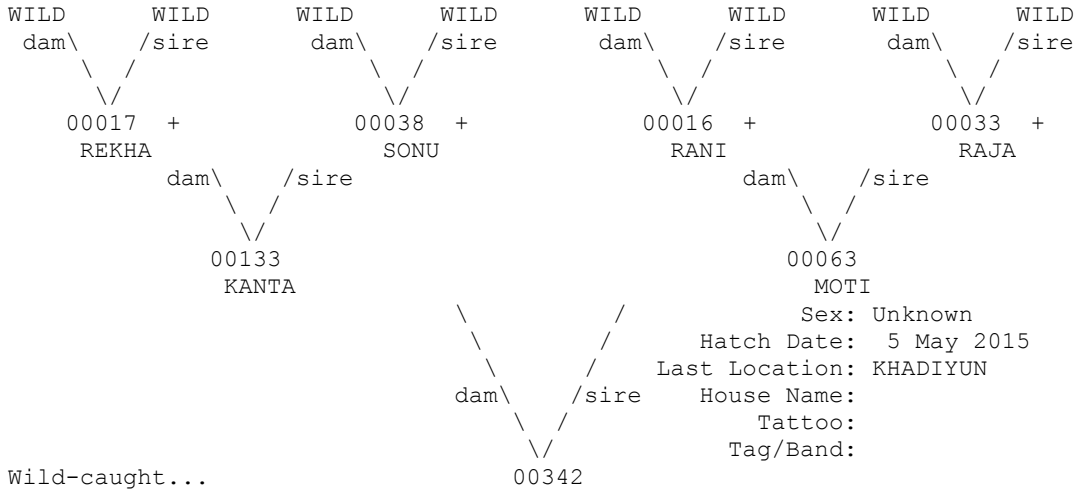 WILD WILD WILD WILD WILD WILD WILD WILD
dam\ /sire dam\ /sire dam\ /sire dam\ /sire
\ / \ / \ / \ /
\/ \/ \/ \/
00017 + 00038 + 00016 + 00033 +
REKHA SONU RANI RAJA
dam\ /sire dam\ /sire
\ / \ /
\/ \/
00133 00063
KANTA MOTI
\ / Sex: Unknown
\ / Hatch Date: 5 May 2015
\ / Last Location: KHADIYUN
dam\ /sire House Name:
\ / Tattoo:
\/ Tag/Band:
Wild-caught... 00342